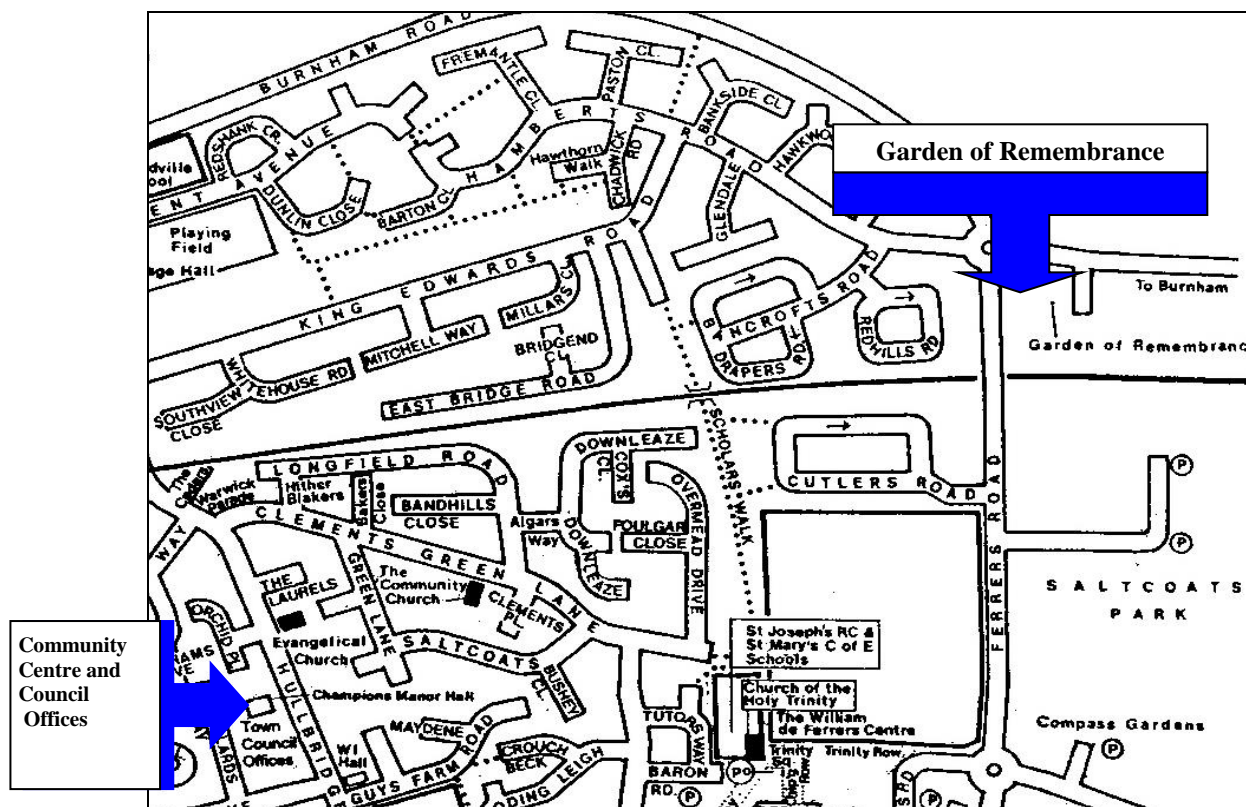 BURNHAM ROAD
FREMANTLE CL.
PASTON CL.
BANKSIDE CL
HAMBERTS ROAD
REDSHANK CR.
AVENUE
DUNLIN CLOSE
BARTON CL
Hawthorn
Walk
CHADWICK
RD
GLENDALE
Garden of Remembrance
Playing
Field
KING EDWARDS ROAD
MILLARS CL
MITCHELL WAY
BRIDGEND
CL
WHITEHOUSE RD
SOUTHVIEW
CLOSE
EAST BRIDGE ROAD
BANCROFTS ROAD
DRAPERS RD.
REDHILLS RD
To Burnham
Garden of Remembranc
SCHOLARS WALK
DOWNLEAZE
COX'S
CL.
LONGFIELD ROAD
The
Cedars
Warwick
Parade
Hither
Blakers
Bakers
Close
BANDHILLS
CLOSE
Algars
Way
DOWNLEAZE
FOULGAR
CLOSE
OVERMEAD DRIVE
CUTLERS ROAD
FERRERS ROAD
P
P
SALTCOATS
PARK
WAY
CLEMENTS GREEN LANE
GREEN LANE
THE
LAURELS
The
Community
Church
CLEMENTS
PL
ORCHID PL
Evangelical
Church
SALTCOATS
BUSHEY
CL.
St Joseph's RC &
St Mary's C of E
Schools
Church of the
Holy Trinity
The William
de Ferrers Centre
Trinity
Sq
Trinity Row
Compass Gardens
P
Community
Centre and
Council
Offices
Champions Manor Hall
Town
Council
Offices
HULLBRIDGE
WI
Hall
MAYDENE
GUYS FARM ROAD
CROUCH
BECK
TUTORS WAY
BARON
RD.
P
PO
P